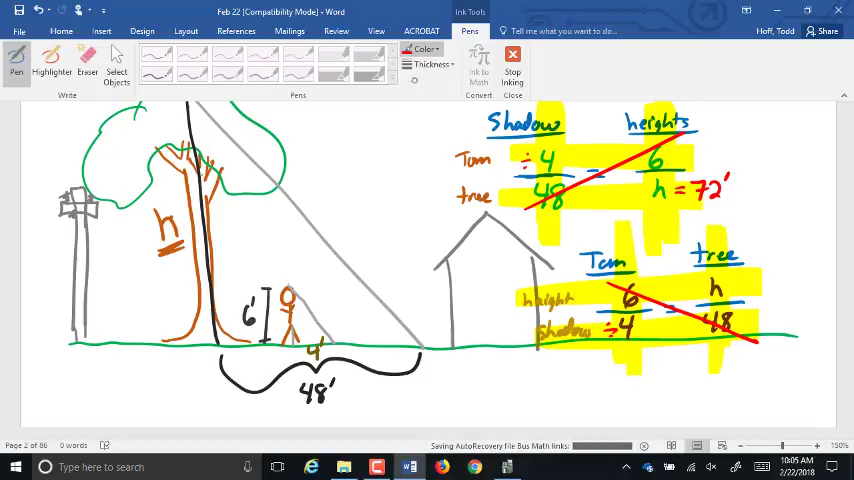 Feb 22 [Compatibility Mode] - Word
Ink Tools
File Home Insert Design Layout References Mailings Review View ACROBAT Pens Tell me what you want to do... Hoff, Todd Share
Pen Highlighter Eraser Select Objects
Color
Thickness
Ink to Math
Stop Inking
Write Pens Convert Close
Shadow heights
Tom ÷ 4 = 6
tree 48 h = 72'
h
Tom tree
height 6 = h
shadow ÷ 4 48
6'
4'
48'
Page 2 of 86 0 words Saving AutoRecovery file Bus Math links: 150%
Type here to search
10:05 AM
2/22/2018